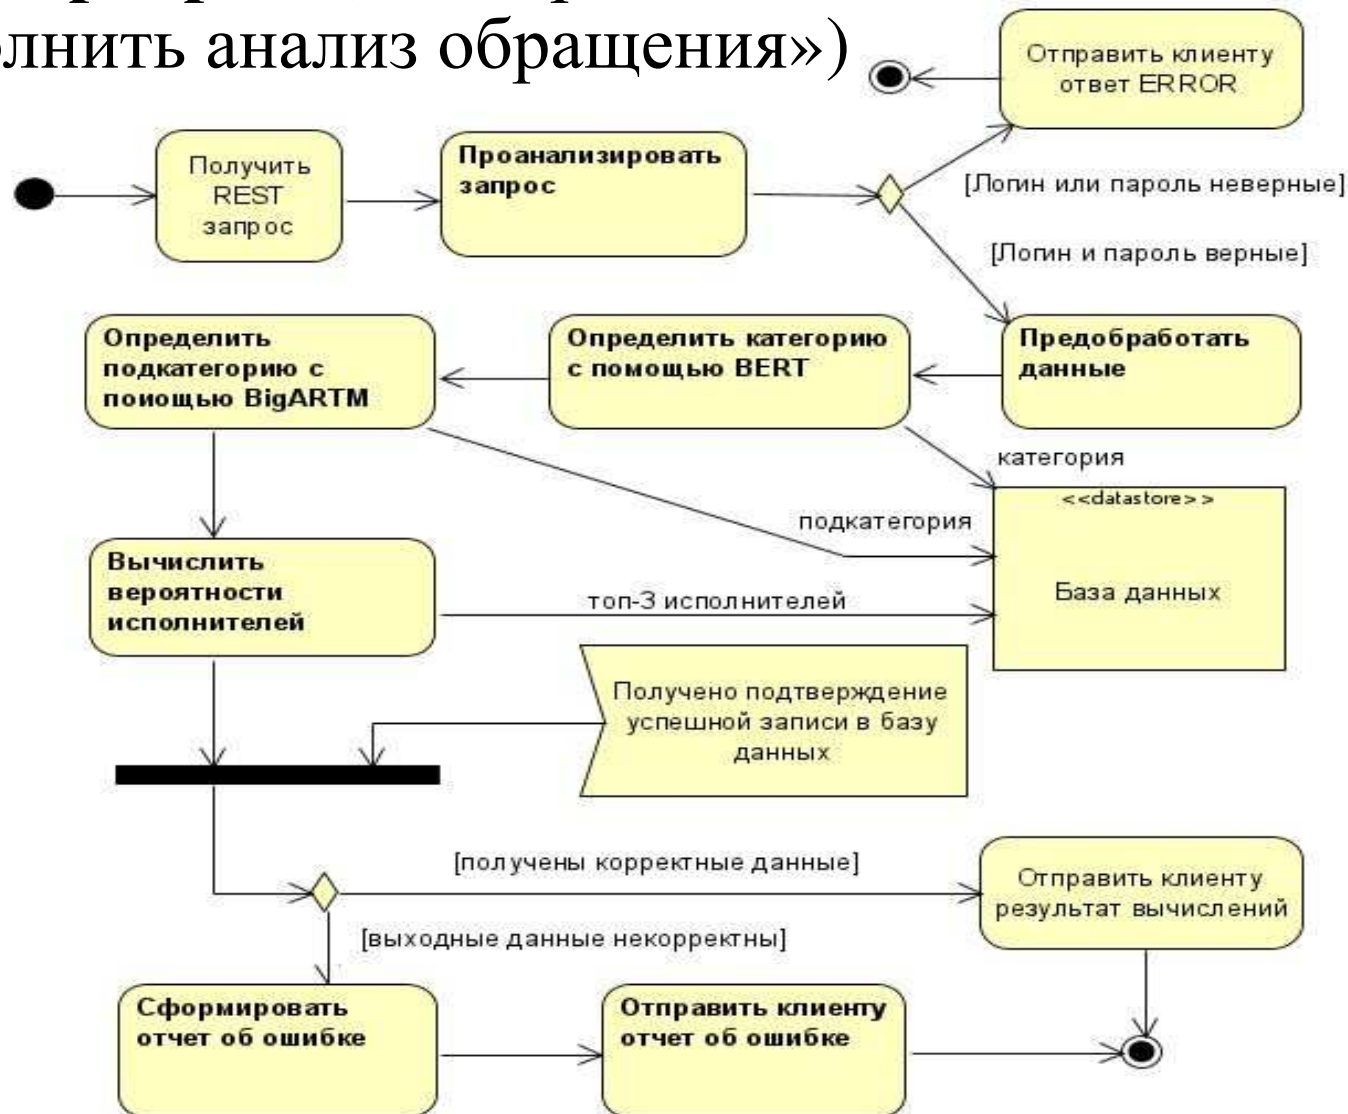 олнить анализ обращения»)
Отправить клиенту
ответ ERROR
Получить
REST
запрос
Проанализировать
запрос
[Логин или пароль неверные]
[Логин и пароль верные]
Определить
подкатегорию с
поиощью BigARTM
Определить категорию
с помощью BERT
Предобработать
данные
категория
<<datastore>>
подкатегория
База данных
Вычислить
вероятности
исполнителей
топ-3 исполнителей
Получено подтверждение
успешной записи в базу
данных
[получены корректные данные]
Отправить клиенту
результат вычислений
[выходные данные некорректны]
Сформировать
отчет об ошибке
Отправить клиенту
отчет об ошибке